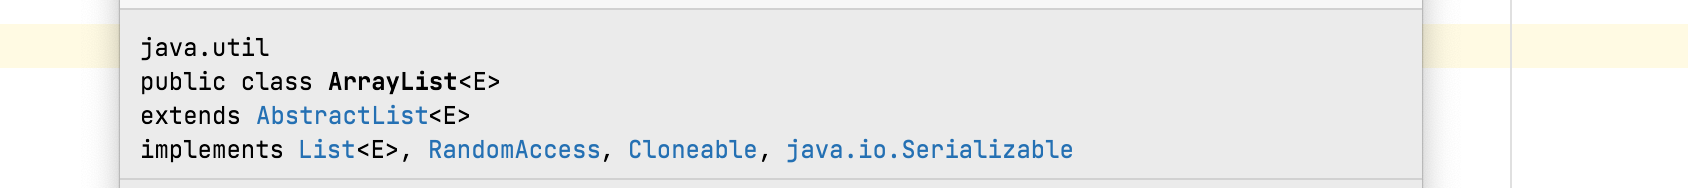 java.util
public class ArrayList<E>
extends AbstractList<E>
implements List<E>, RandomAccess, Cloneable, java.io.Serializable